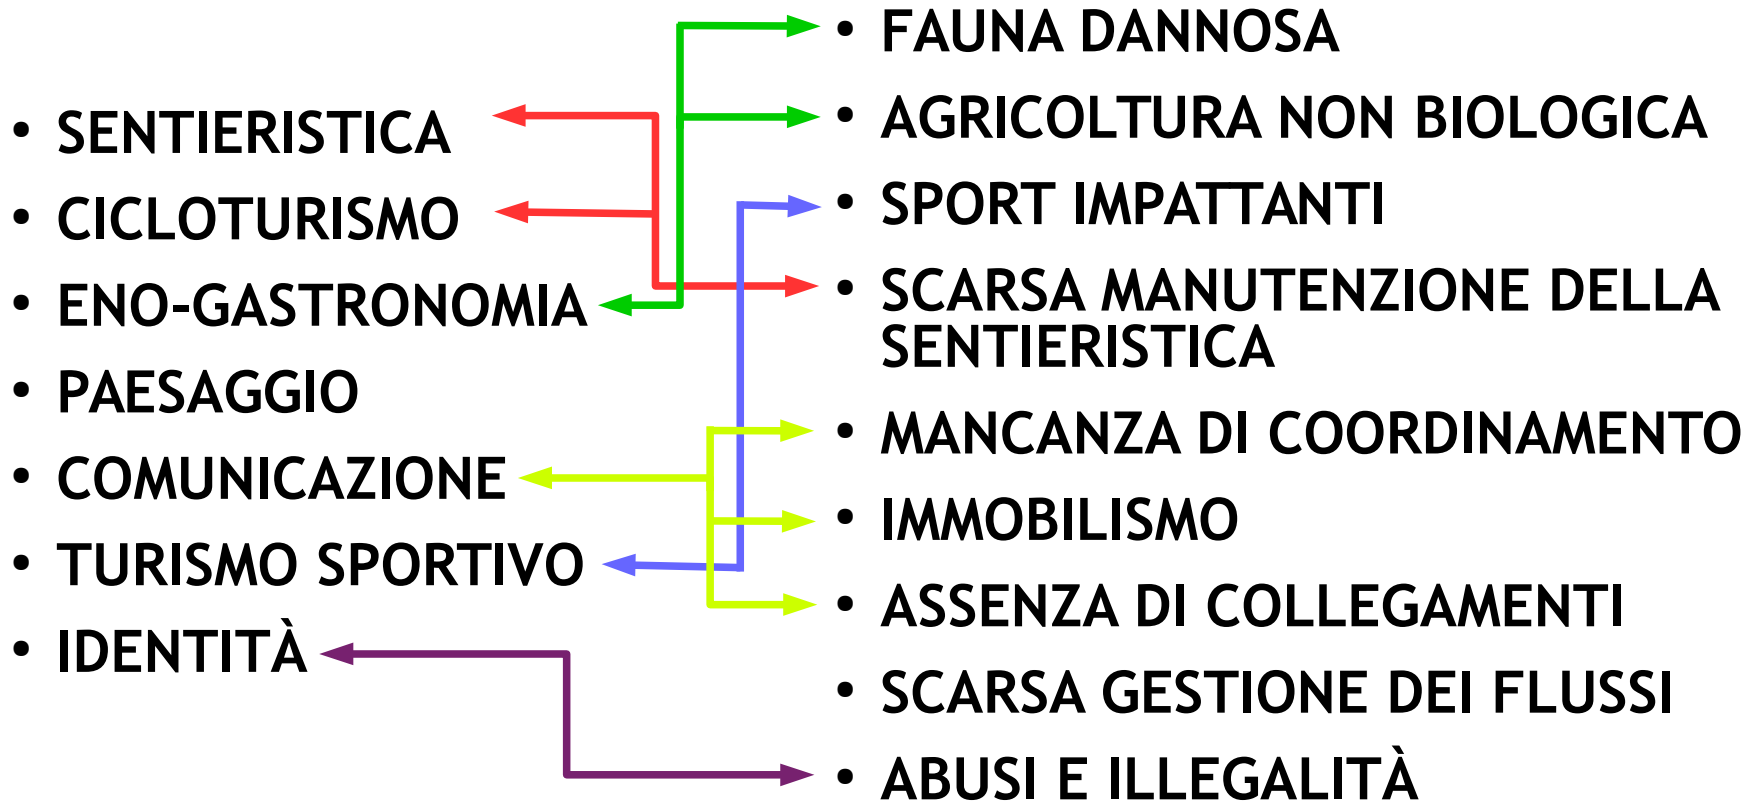 • SENTIERISTICA
• CICLOTURISMO
• ENO-GASTRONOMIA
• PAESAGGIO
• COMUNICAZIONE
• TURISMO SPORTIVO
• IDENTITÀ
• FAUNA DANNOSA
• AGRICOLTURA NON BIOLOGICA
• SPORT IMPATTANTI
• SCARSA MANUTENZIONE DELLA
SENTIERISTICA
• MANCANZA DI COORDINAMENTO
• IMMOBILISMO
• ASSENZA DI COLLEGAMENTI
• SCARSA GESTIONE DEI FLUSSI
• ABUSI E ILLEGALITÀ